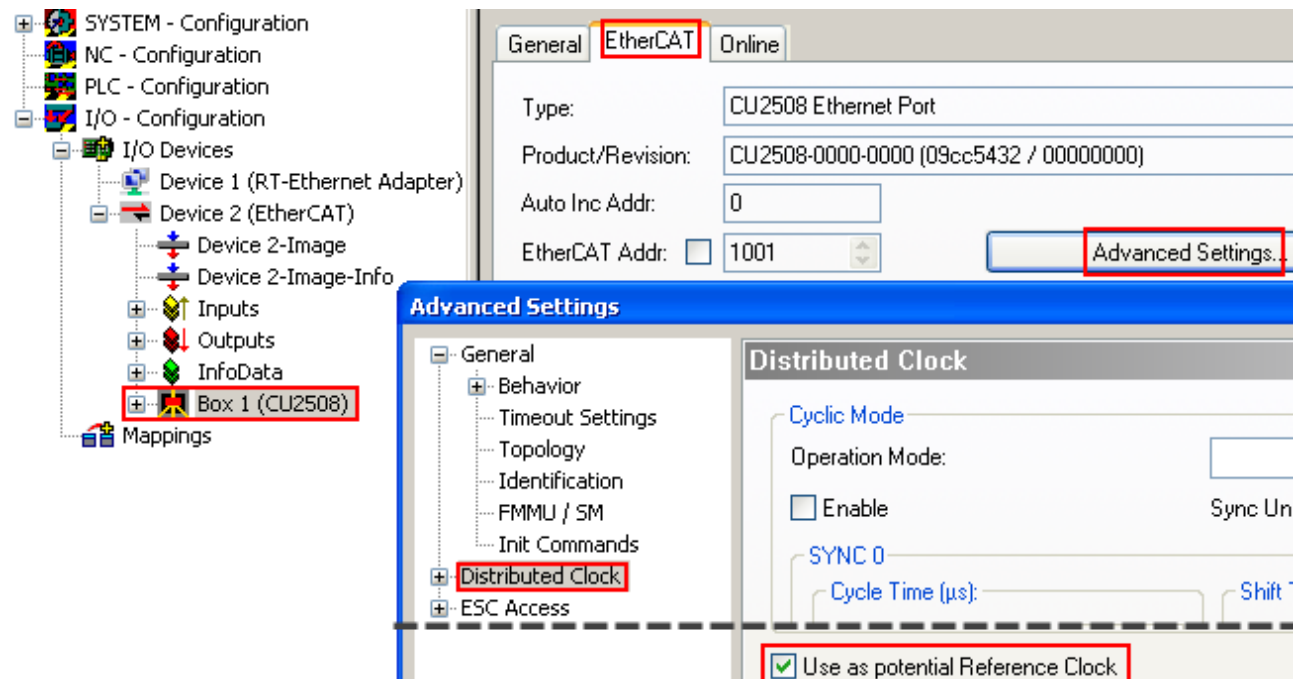 SYSTEM - Configuration
NC - Configuration
PLC - Configuration
I/O - Configuration
I/O Devices
Device 1 (RT-Ethernet Adapter)
Device 2 (EtherCAT)
Device 2-Image
Device 2-Image-Info
Inputs
Outputs
InfoData
Box 1 (CU2508)
Mappings
General EtherCAT Online
Type: CU2508 Ethernet Port
Product/Revision: CU2508-0000-0000 (09cc5432 / 00000000)
Auto Inc Addr: 0
EtherCAT Addr: 1001 Advanced Settings...
Advanced Settings
General
Behavior
Timeout Settings
Topology
Identification
FMMU / SM
Init Commands
Distributed Clock
ESC Access
Distributed Clock
Cyclic Mode
Operation Mode:
Enable Sync Un
SYNC 0
Cycle Time (µs): Shift
Use as potential Reference Clock